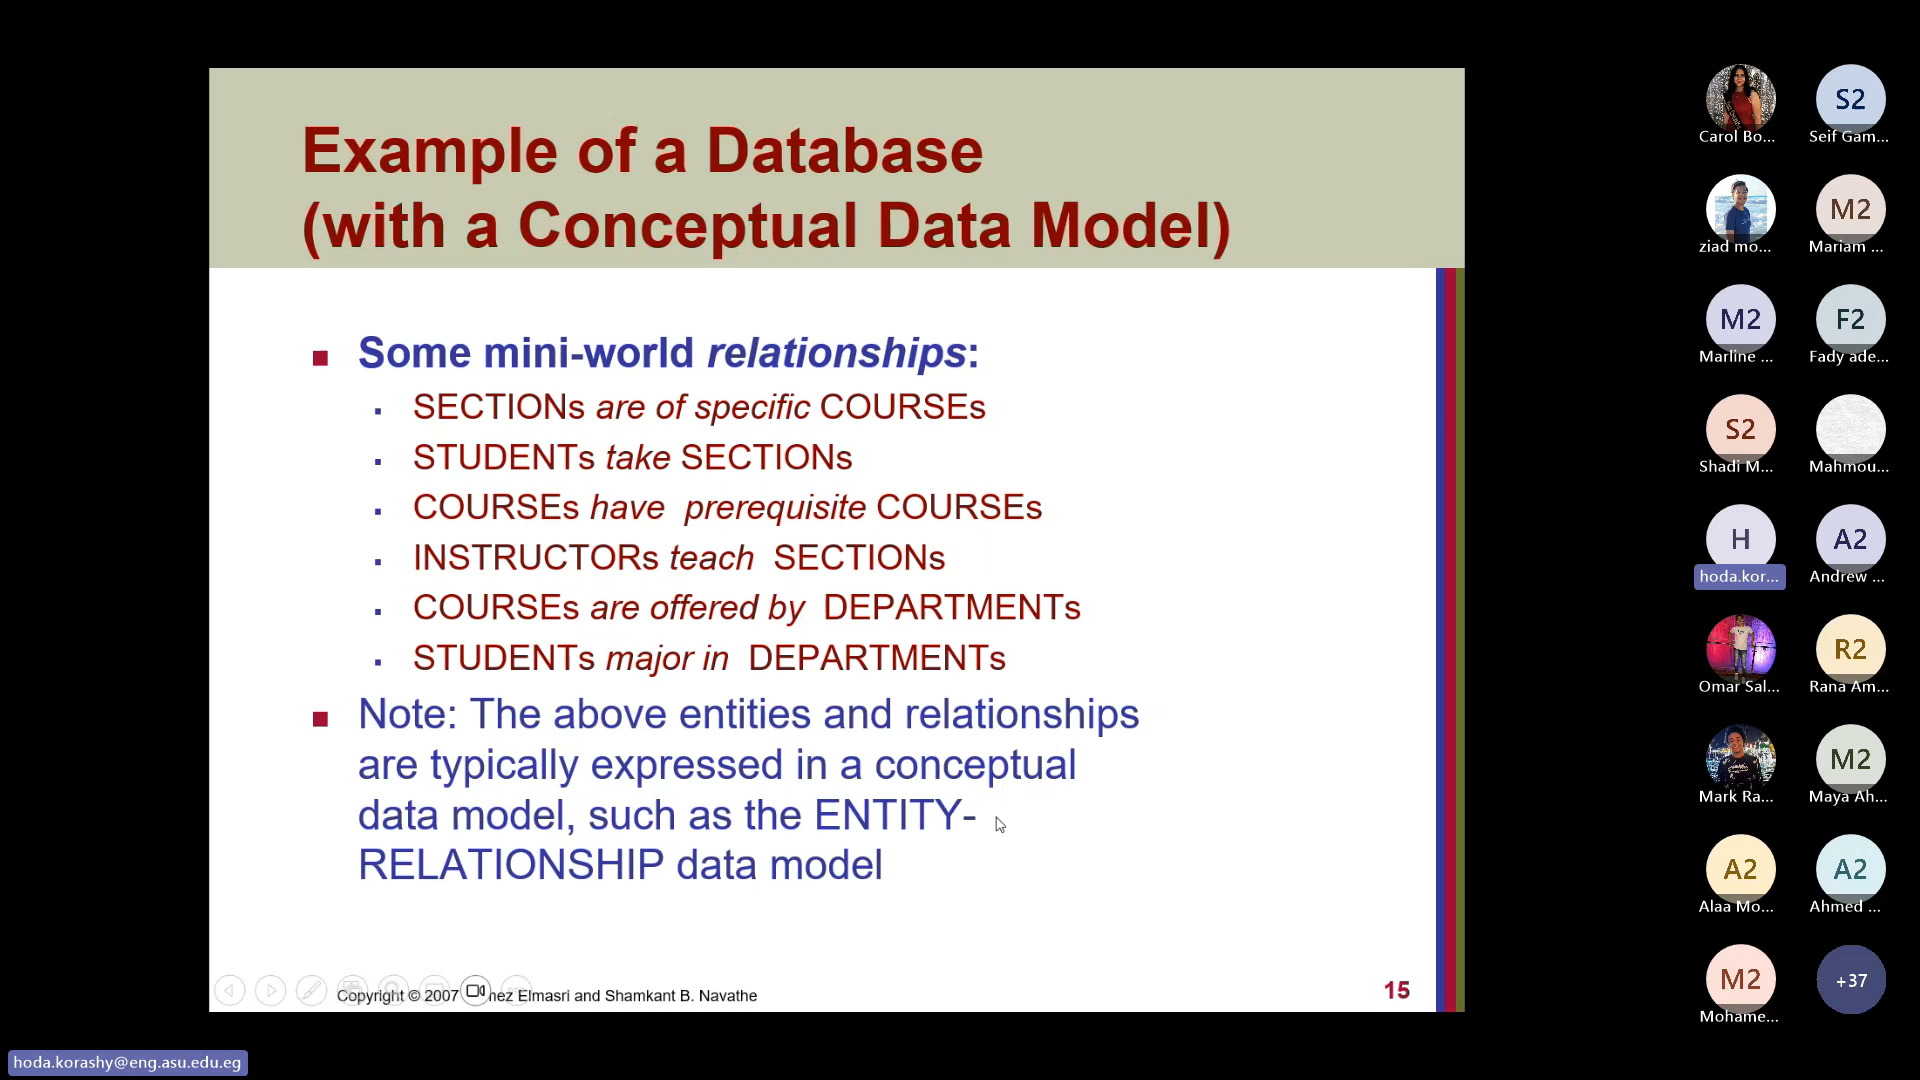 Example of a Database
(with a Conceptual Data Model)
Some mini-world relationships:
SECTIONs are of specific COURSEs
STUDENTs take SECTIONs
COURSEs have prerequisite COURSEs
INSTRUCTORs teach SECTIONs
COURSEs are offered by DEPARTMENTs
STUDENTs major in DEPARTMENTs
Note: The above entities and relationships
are typically expressed in a conceptual
data model, such as the ENTITY-
RELATIONSHIP data model
Copyright © 2007 Elmasri and Shamkant B. Navathe
15
hoda.korashy@eng.asu.edu.eg
Carol Bo...
S2
Seif Gam...
ziad mo...
M2
Mariam ...
M2
Marline ...
F2
Fady ade...
S2
Shadi M...
Mahmou...
H
hoda.kor...
A2
Andrew ...
Omar Sal...
R2
Rana Am...
Mark Ra...
M2
Maya Ah...
A2
Alaa Mo...
A2
Ahmed ...
M2
Mohame...
+37